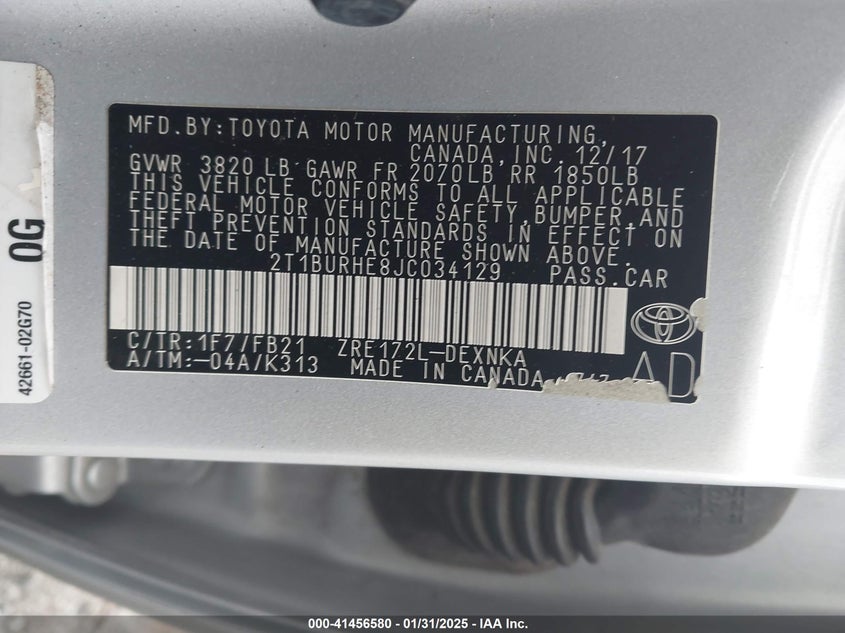 MFD.BY:TOYOTA MOTOR MANUFACTURING,
CANADA,INC. 12/17
GVWR 3820 LB GAWR FR 2070LB RR 1850LB
THIS VEHICLE CONFORMS TO ALL APPLICABLE
FEDERAL MOTOR VEHICLE SAFETY,BUMPER,AND
THEFT PREVENTION STANDARDS IN EFFECT ON
THE DATE OF MANUFACTURE SHOWN ABOVE.
2T1BURHE8JC034129 PASS.CAR
C/TR:1F7/FB21 ZRE172L-DEXNKA
A/TM:-04A/K313 MADE IN CANADA
AD
0G
42661-02G70
000-41456580 - 01/31/2025 - IAA Inc.